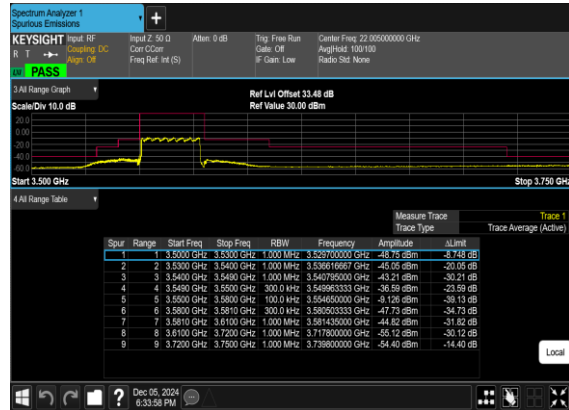 Spectrum Analyzer 1
Spurious Emissions
KEYSIGHT Input: RF Input Z: 50 Ω Atten: 0 dB Trig: Free Run Center Freq: 22.005000000 GHz
R T Coupling: DC Corr CCorr Gate: Off Avg|Hold: 100/100
Align: Off Freq Ref: Int (S) IF Gain: Low Radio Std: None
LW PASS
3 All Range Graph
Ref Lvl Offset 33.48 dB
Scale/Div 10.0 dB Ref Value 30.00 dBm
20.0
0.00
-20.0
-40.0
-60.0
Start 3.500 GHz Stop 3.750 GHz
4 All Range Table
Measure Trace Trace 1
Trace Type Trace Average (Active)
Spur Range Start Freq Stop Freq RBW Frequency Amplitude ΔLimit
1 1 3.5000 GHz 3.5300 GHz 1.000 MHz 3.529700000 GHz -48.75 dBm -8.748 dB
2 2 3.5300 GHz 3.5400 GHz 1.000 MHz 3.536616667 GHz -45.05 dBm -20.05 dB
3 3 3.5400 GHz 3.5490 GHz 1.000 MHz 3.540795000 GHz -43.21 dBm -30.21 dB
4 4 3.5490 GHz 3.5500 GHz 300.0 kHz 3.549963333 GHz -36.59 dBm -23.59 dB
5 5 3.5500 GHz 3.5800 GHz 100.0 kHz 3.554650000 GHz -9.126 dBm -39.13 dB
6 6 3.5800 GHz 3.5810 GHz 300.0 kHz 3.580503333 GHz -47.73 dBm -34.73 dB
7 7 3.5810 GHz 3.6100 GHz 1.000 MHz 3.581435000 GHz -44.82 dBm -31.82 dB
8 8 3.6100 GHz 3.7200 GHz 1.000 MHz 3.717800000 GHz -55.12 dBm -30.12 dB
9 9 3.7200 GHz 3.7500 GHz 1.000 MHz 3.739800000 GHz -54.40 dBm -14.40 dB
Local
? Dec 05, 2024
6:33:58 PM